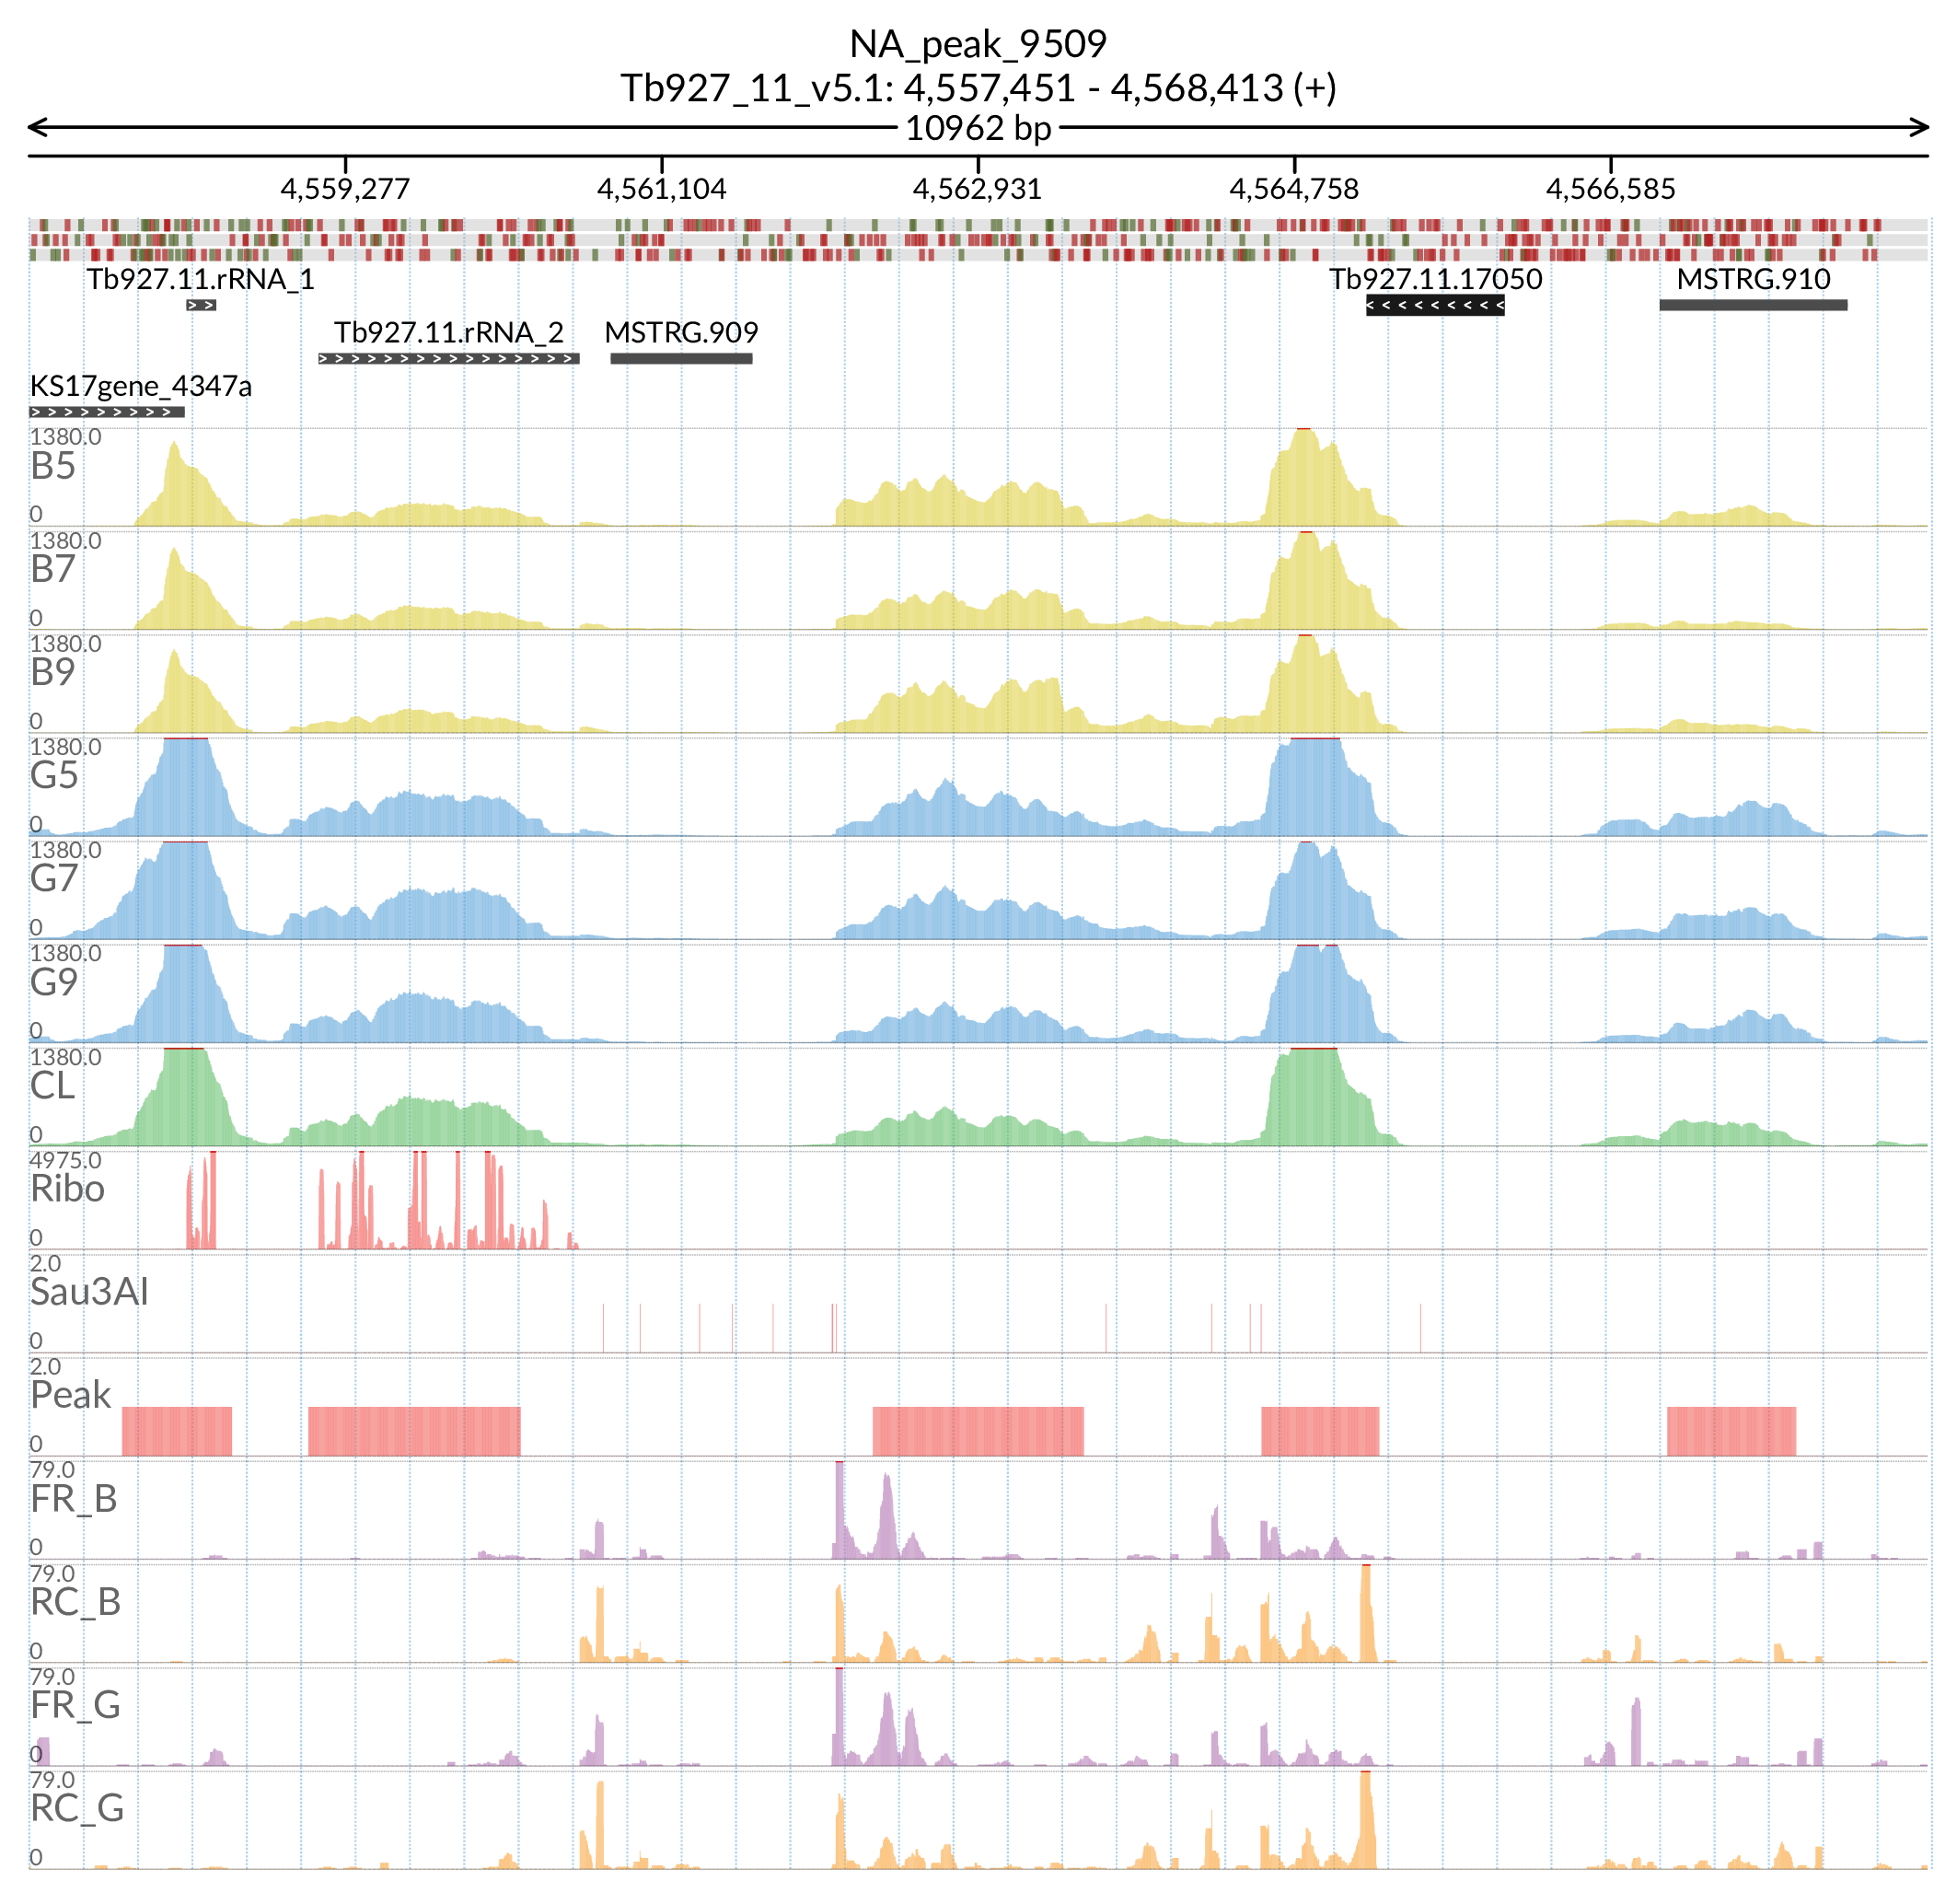 NA_peak_9509
Tb927_11_v5.1: 4,557,451 - 4,568,413 (+)
10962 bp
4,559,277 4,561,104 4,562,931 4,564,758 4,566,585
Tb927.11.rRNA_1 Tb927.11.17050 MSTRG.910
Tb927.11.rRNA_2 MSTRG.909
KS17gene_4347a
1380.0
B5
0
1380.0
B7
0
1380.0
B9
0
1380.0
G5
0
1380.0
G7
0
1380.0
G9
0
1380.0
CL
0
4975.0
Ribo
0
2.0
Sau3AI
0
2.0
Peak
0
79.0
FR_B
0
79.0
RC_B
0
79.0
FR_G
0
79.0
RC_G
0